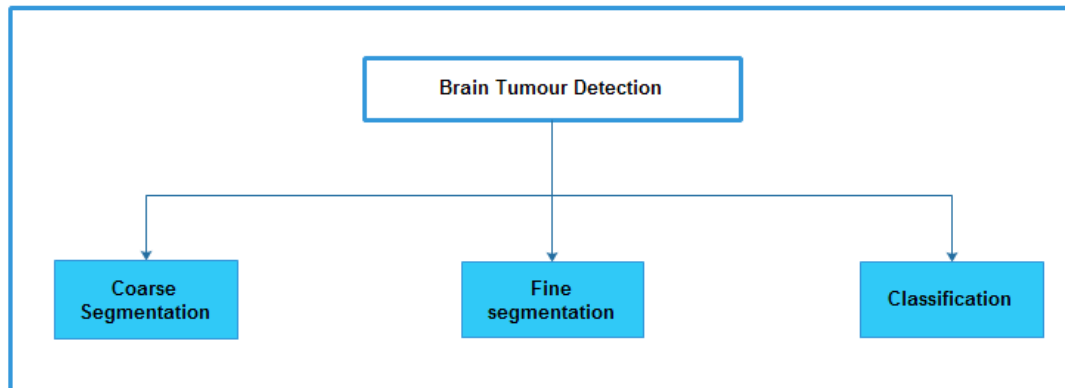 Brain Tumour Detection
Coarse
Segmentation
Fine
segmentation
Classification